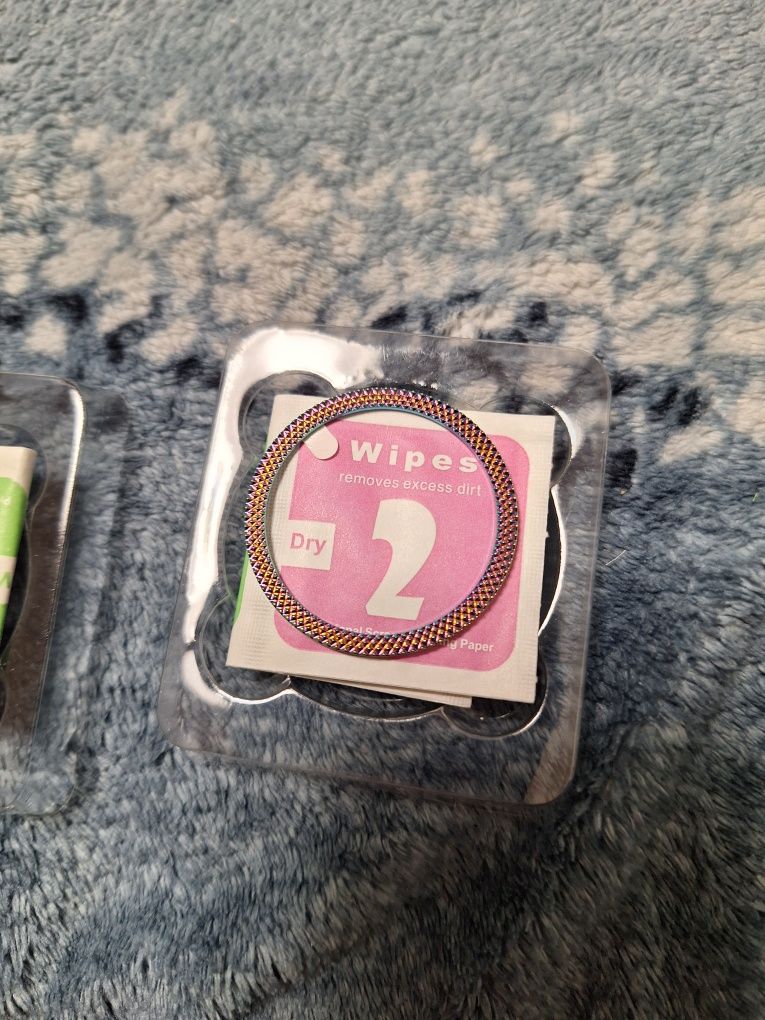 Wipes
removes excess dirt
Dry
2
Paper